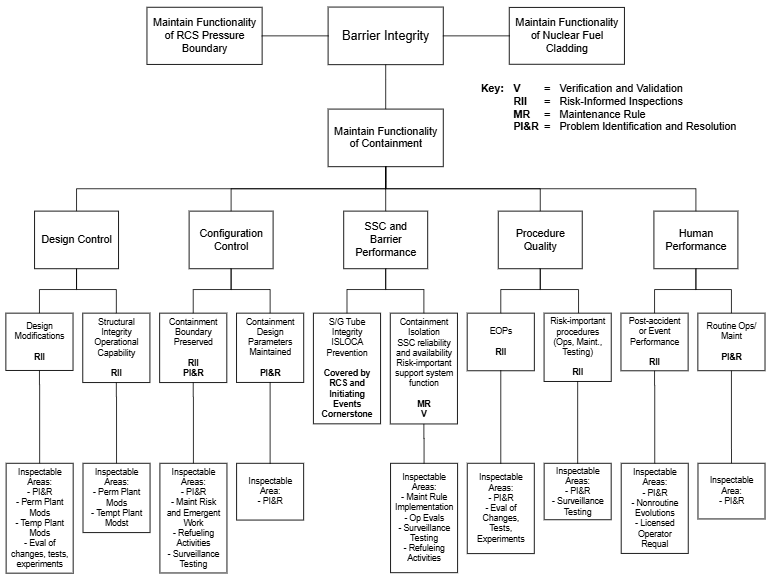 Maintain Functionality
of RCS Pressure
Boundary
Barrier Integrity
Maintain Functionality
of Nuclear Fuel
Cladding
Key: V = Verification and Validation
RII = Risk-Informed Inspections
MR = Maintenance Rule
PI&R = Problem Identification and Resolution
Maintain Functionality
of Containment
Design Control
Configuration
Control
SSC and
Barrier
Performance
Procedure
Quality
Human
Performance
Design
Modifications
RII
Structural
Integrity
Operational
Capability
RII
Containment
Boundary
Preserved
RII
PI&R
Containment
Design
Parameters
Maintained
PI&R
S/G Tube
Integrity
ISLOCA
Prevention
Covered by
RCS and
Initiating
Events
Cornerstone
Containment
Isolation
SSC reliability
and availability
Risk-important
support system
function
MR
V
EOPs
RII
Risk-important
procedures
(Ops, Maint.,
Testing)
RII
Post-accident
or Event
Performance
RII
Routine Ops/
Maint
PI&R
Inspectable
Areas:
- PI&R
- Perm Plant
Mods
- Temp Plant
Mods
- Eval of
changes, tests,
experiments
Inspectable
Areas:
- Perm Plant
Mods
- Tempt Plant
Modst
Inspectable
Areas:
- PI&R
- Maint Risk
and Emergent
Work
- Refueling
Activities
- Surveillance
Testing
Inspectable
Area:
- PI&R
Inspectable
Areas:
- Maint Rule
Implementation
- Op Evals
- Surveillance
Testing
- Refuleing
Activities
Inspectable
Areas:
- PI&R
- Eval of
Changes,
Tests,
Experiments
Inspectable
Areas:
- PI&R
- Surveillance
Testing
Inspectable
Areas:
- PI&R
- Nonroutine
Evolutions
- Licensed
Operator
Requal
Inspectable
Area:
- PI&R